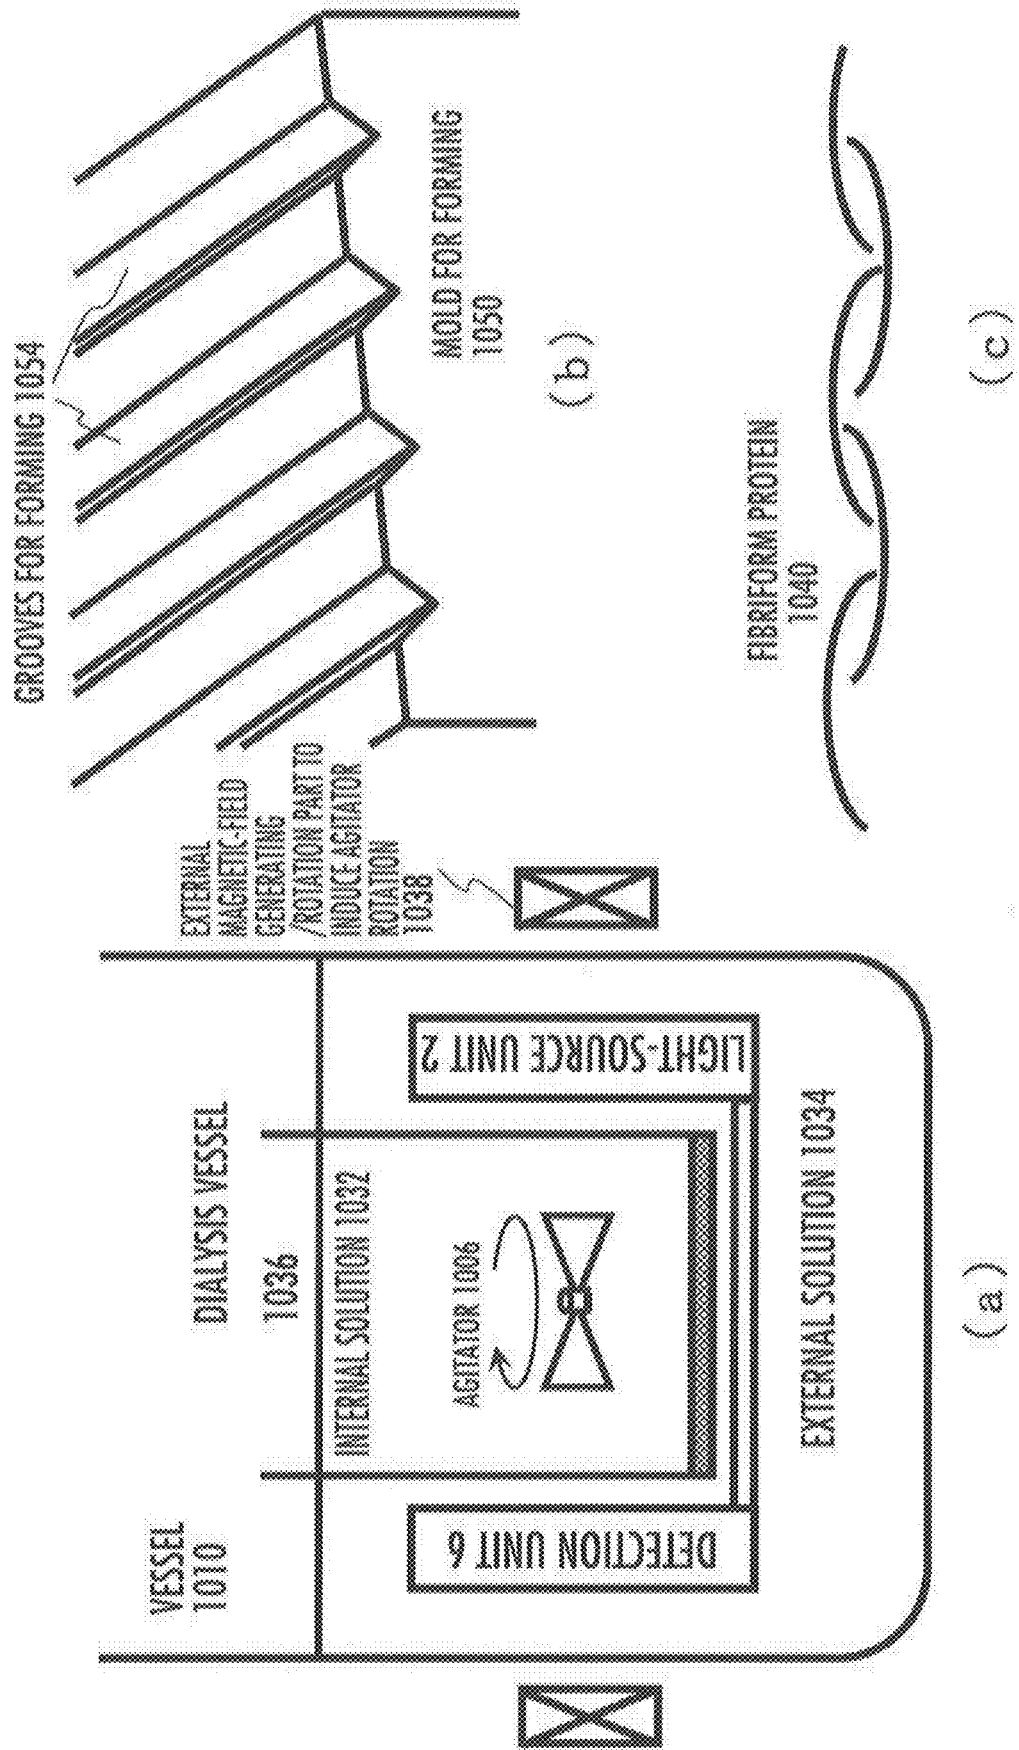 VESSEL
1010
DIALYSIS VESSEL
1036
INTERNAL SOLUTION 1032
AGITATOR 1006
DETECTION UNIT 6
LIGHT-SOURCE UNIT 2
EXTERNAL SOLUTION 1034
(a)
EXTERNAL
MAGNETIC-FIELD
GENERATING
/ROTATION PART TO
INDUCE AGITATOR
ROTATION
1038
GROOVES FOR FORMING 1054
MOLD FOR FORMING
1050
(b)
FIBRIFORM PROTEIN
1040
(c)